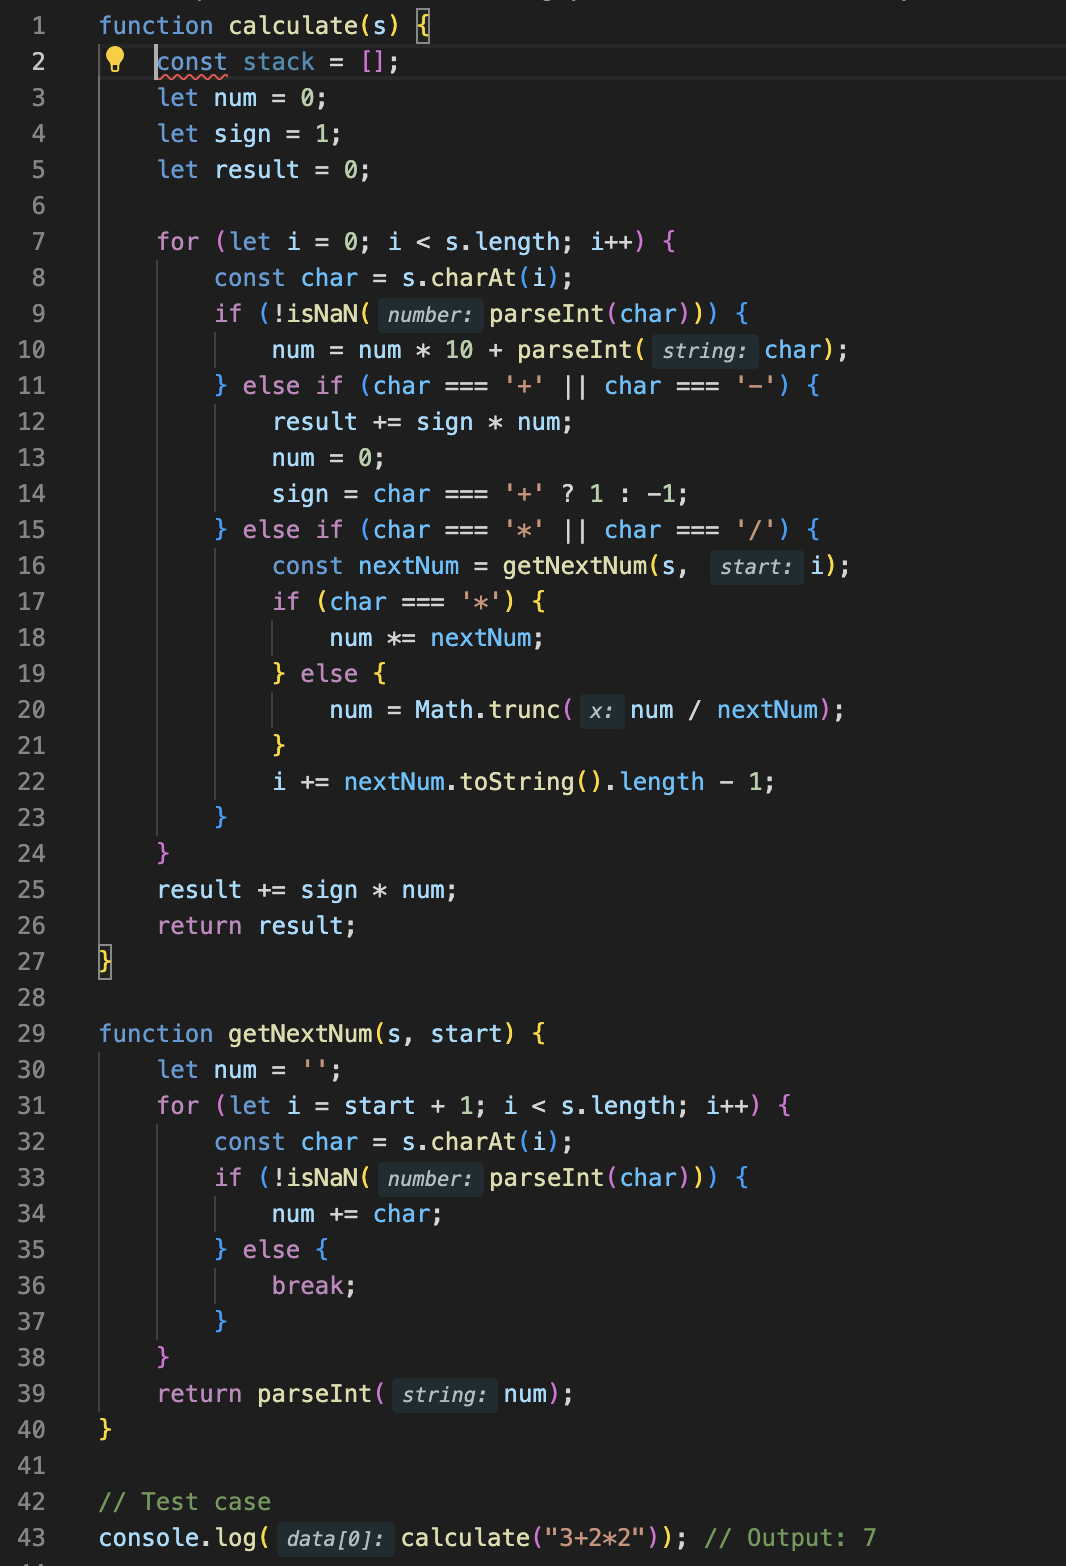 1 function calculate(s) {
2 const stack = [];
3 let num = 0;
4 let sign = 1;
5 let result = 0;
6
7 for (let i = 0; i < s.length; i++) {
8 const char = s.charAt(i);
9 if (!isNaN( number: parseInt(char))) {
10 num = num * 10 + parseInt( string: char);
11 } else if (char === '+' || char === '-') {
12 result += sign * num;
13 num = 0;
14 sign = char === '+' ? 1 : -1;
15 } else if (char === '*' || char === '/') {
16 const nextNum = getNextNum(s, start: i);
17 if (char === '*') {
18 num *= nextNum;
19 } else {
20 num = Math.trunc( x: num / nextNum);
21 }
22 i += nextNum.toString().length - 1;
23 }
24 }
25 result += sign * num;
26 return result;
27 }
28
29 function getNextNum(s, start) {
30 let num = '';
31 for (let i = start + 1; i < s.length; i++) {
32 const char = s.charAt(i);
33 if (!isNaN( number: parseInt(char))) {
34 num += char;
35 } else {
36 break;
37 }
38 }
39 return parseInt( string: num);
40 }
41
42 // Test case
43 console.log( data[0]: calculate("3+2*2")); // Output: 7